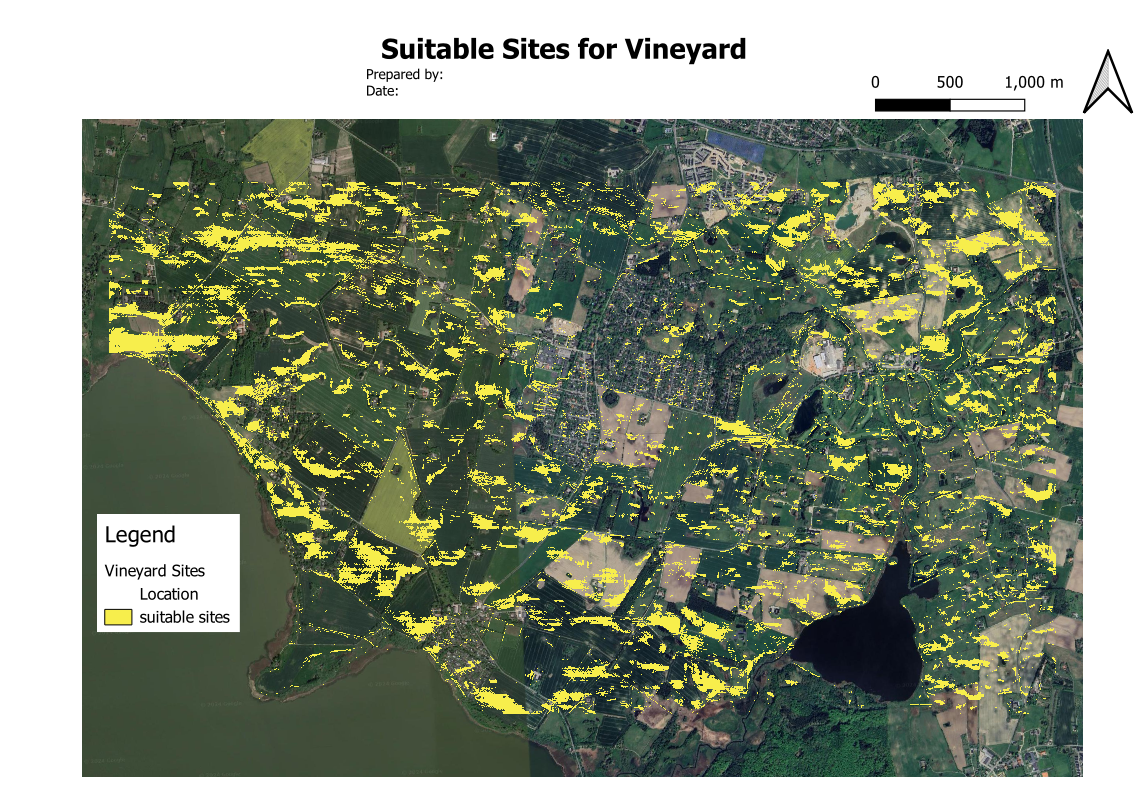 Suitable Sites for Vineyard
Prepared by:
Date:
0 500 1,000 m
Legend
Vineyard Sites
Location
suitable sites